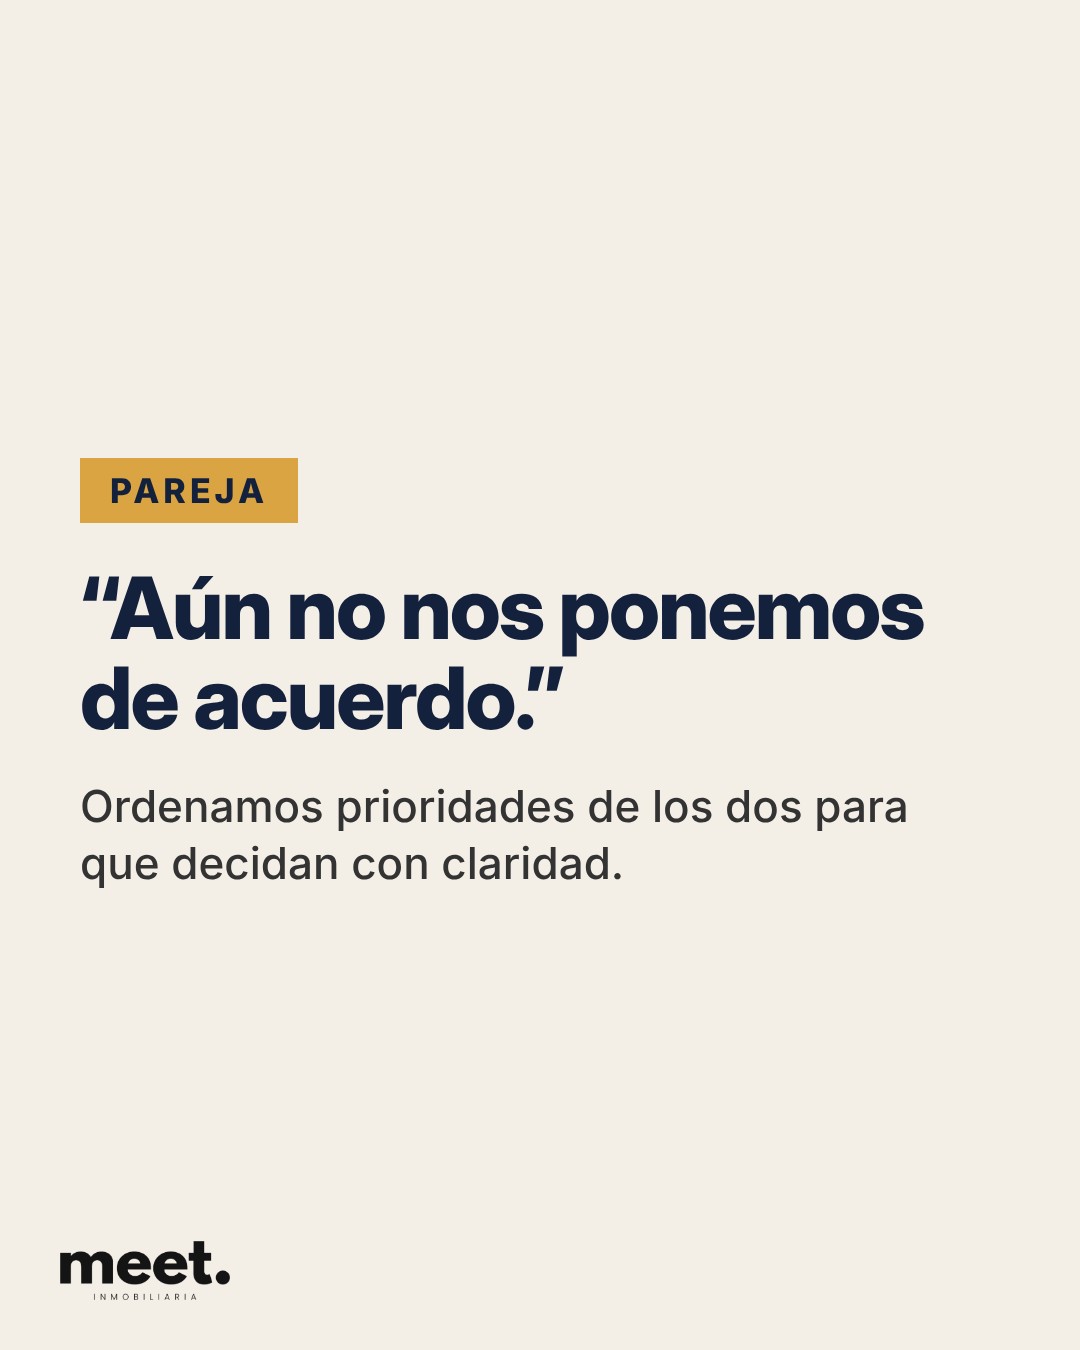 PAREJA
“Aún no nos ponemos
de acuerdo.”
Ordenamos prioridades de los dos para
que decidan con claridad.
meet.
INMOBILIARIA